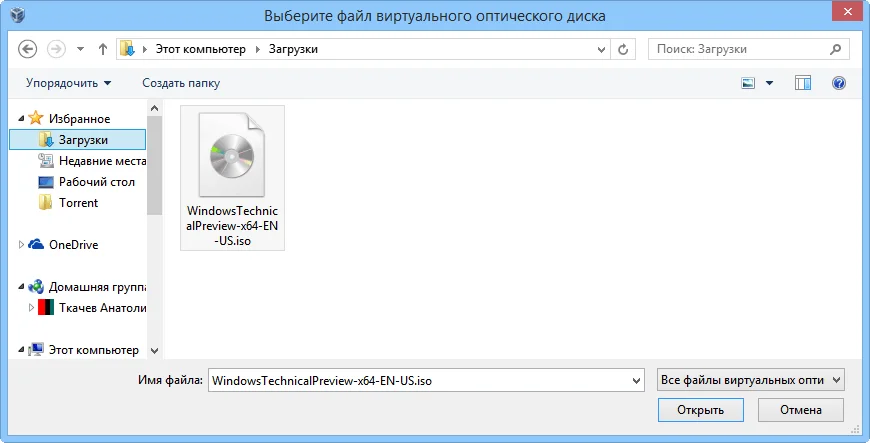 Выберите файл виртуального оптического диска
Этот компьютер Загрузки
Поиск: Загрузки
Упорядочить Создать папку
Избранное
Загрузки
Недавние места
Рабочий стол
Torrent
OneDrive
Домашняя группа
Ткачев Анатоли
Этот компьютер
WindowsTechnic
alPreview-x64-EN
-US.iso
Имя файла: WindowsTechnicalPreview-x64-EN-US.iso Все файлы виртуальных опти
Открыть Отмена